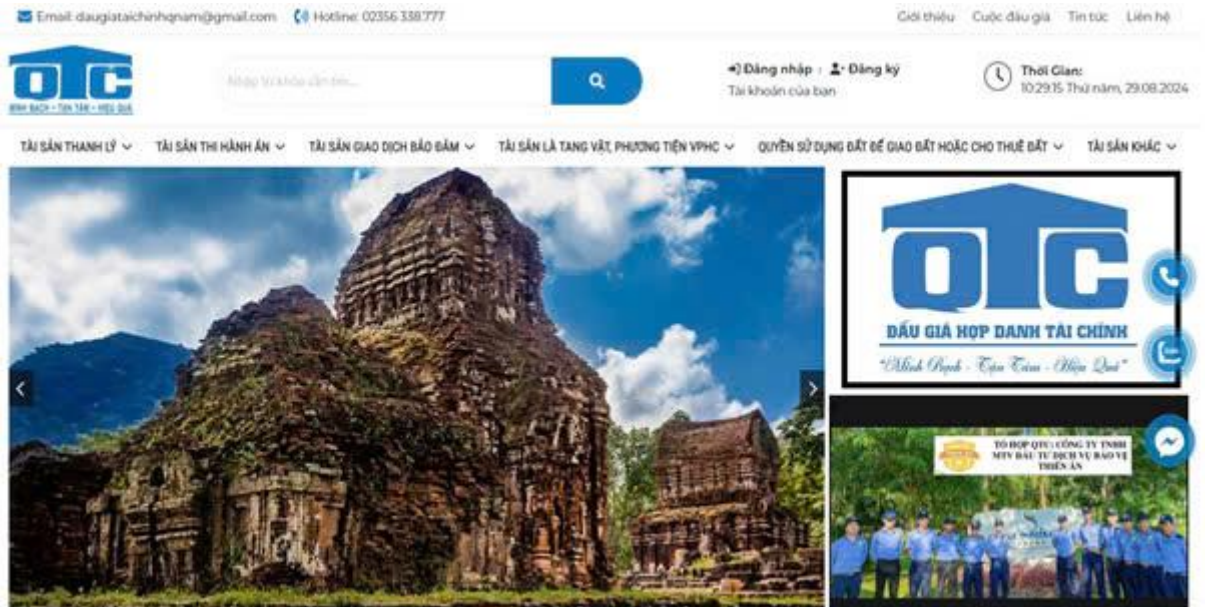 Email: daugiataichinhqnam@gmail.com
Hotline: 02356 338777
Giới thiệu
Cuộc đấu giá
Tin tức
Liên hệ
QTC
MINH BẠCH - TẬN TÂM - HIỆU QUẢ
Nhập từ khóa cần tìm...
Đăng nhập
Đăng ký
Tài khoản của bạn
Thời Gian:
10:29:15 Thứ năm, 29.08.2024
TÀI SẢN THANH LÝ
TÀI SẢN THI HÀNH ÁN
TÀI SẢN GIAO DỊCH BẢO ĐẢM
TÀI SẢN LÀ TANG VẬT, PHƯƠNG TIỆN VPHC
QUYỀN SỬ DỤNG ĐẤT ĐỂ GIAO ĐẤT HOẶC CHO THUÊ ĐẤT
TÀI SẢN KHÁC
QTC
ĐẤU GIÁ HỢP DANH TÀI CHÍNH
"Minh Bạch - Tận Tâm - Hiệu Quả"
TỔ HỢP QTC: CÔNG TY TNHH
MTV ĐẦU TƯ DỊCH VỤ BẢO VỆ
THIÊN ÂN